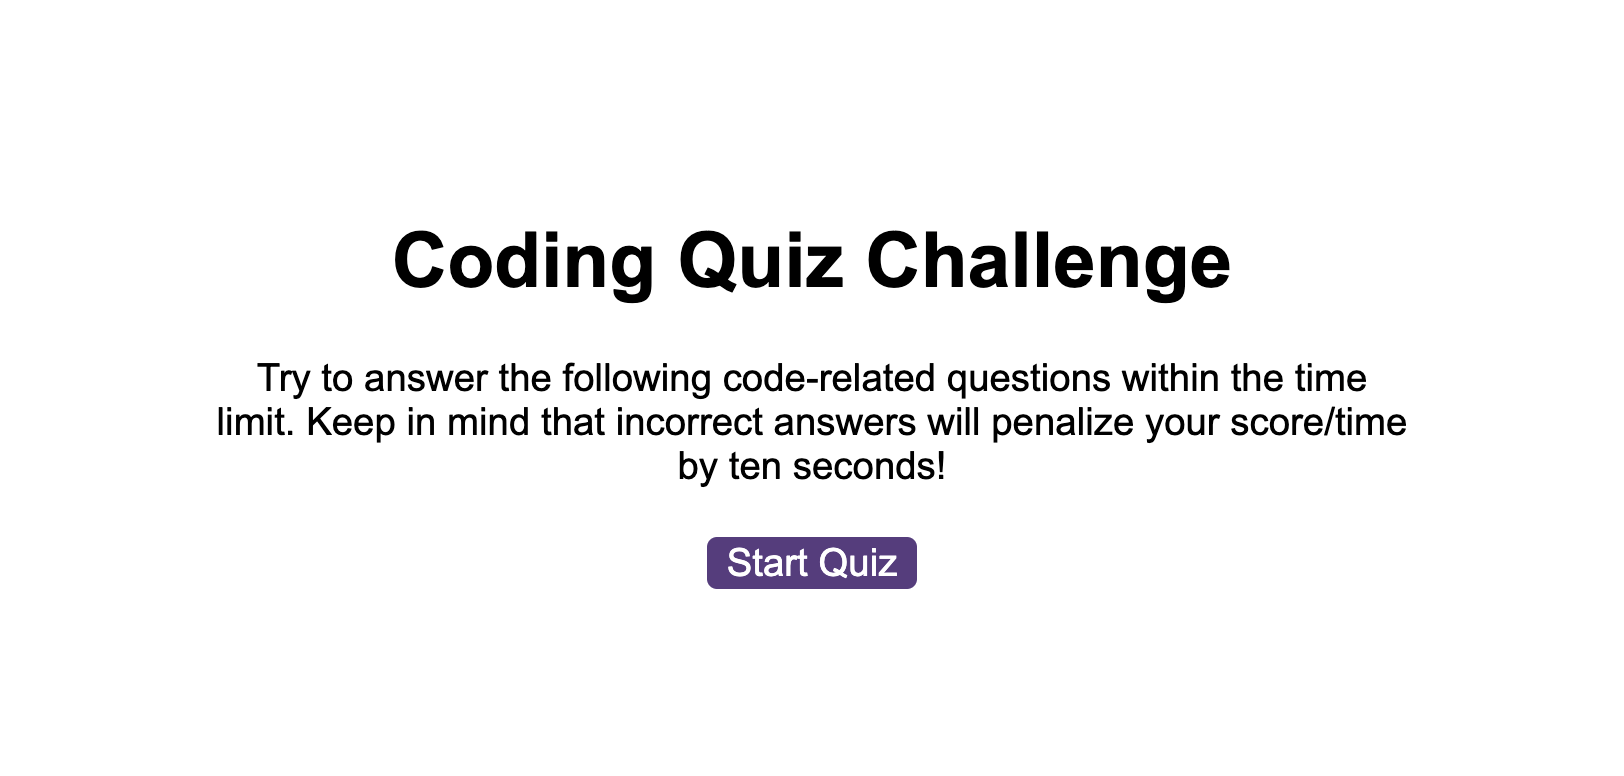 Coding Quiz Challenge
Try to answer the following code-related questions within the time
limit. Keep in mind that incorrect answers will penalize your score/time
by ten seconds!
Start Quiz